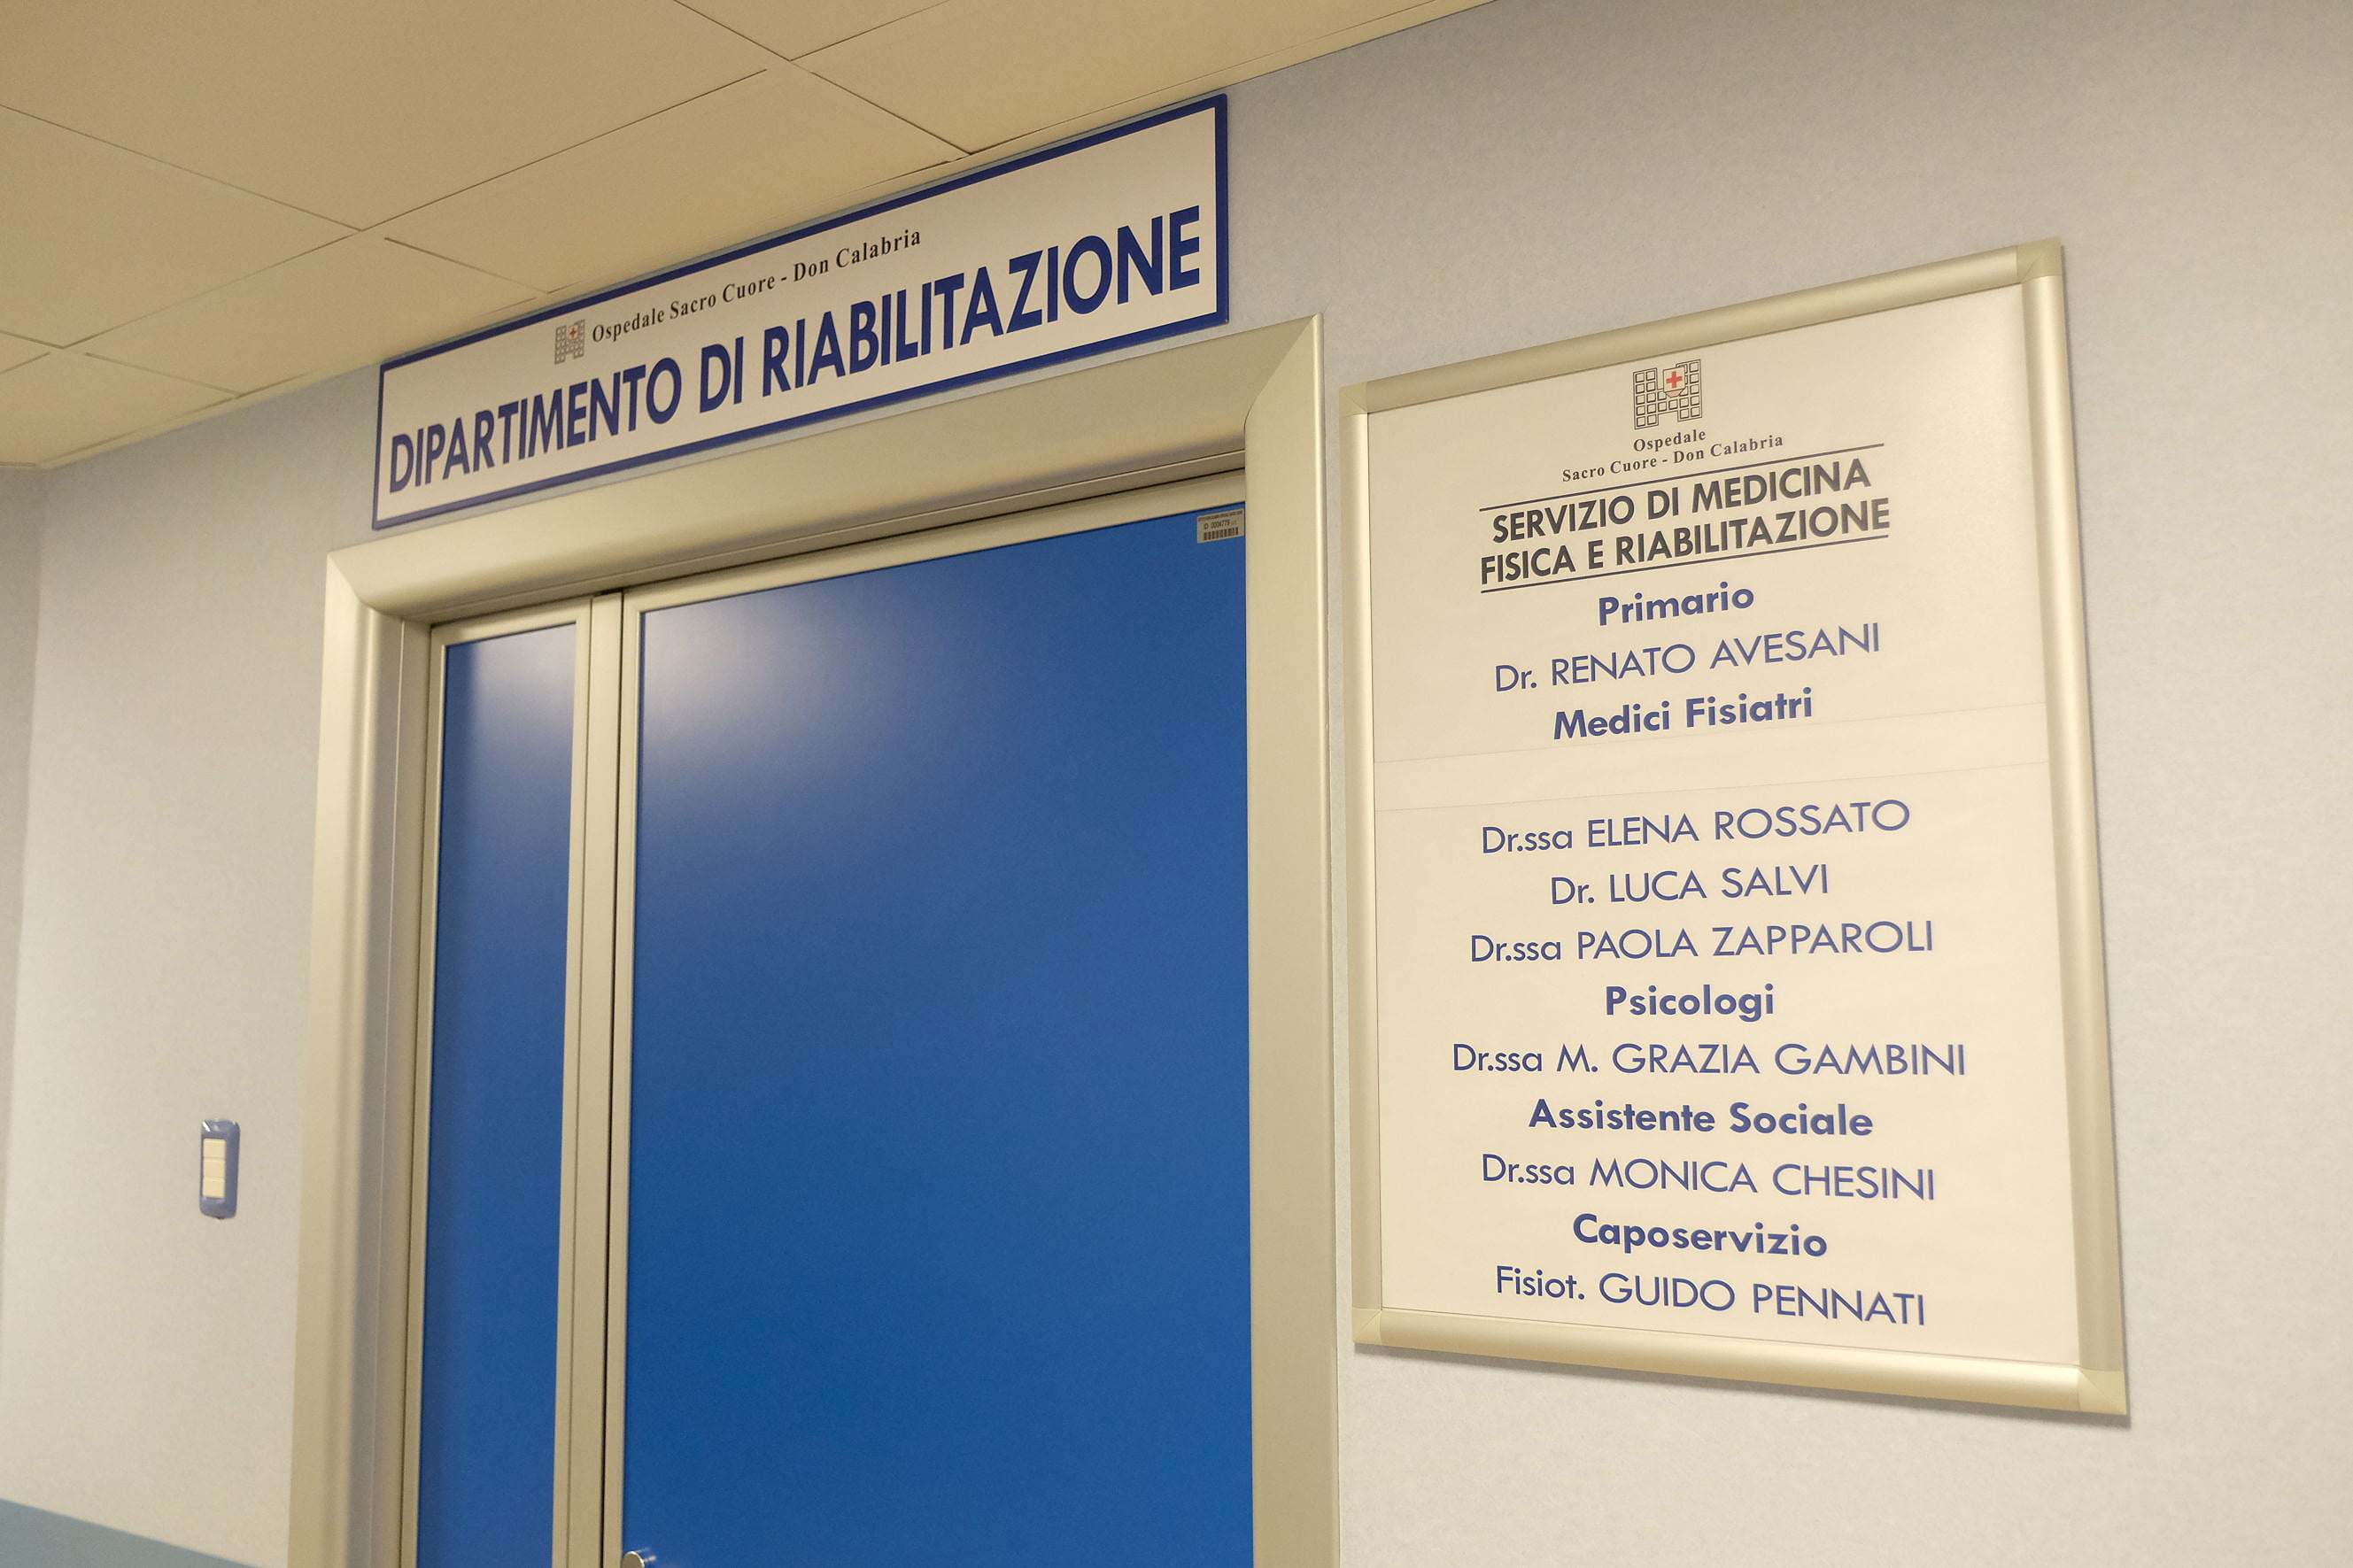 Ospedale Sacro Cuore - Don Calabria
DIPARTIMENTO DI RIABILITAZIONE
Ospedale
Sacro Cuore - Don Calabria
SERVIZIO DI MEDICINA
FISICA E RIABILITAZIONE
Primario
Dr. RENATO AVESANI
Medici Fisiatri
Dr.ssa ELENA ROSSATO
Dr. LUCA SALVI
Dr.ssa PAOLA ZAPPAROLI
Psicologi
Dr.ssa M. GRAZIA GAMBINI
Assistente Sociale
Dr.ssa MONICA CHESINI
Caposervizio
Fisiot. GUIDO PENNATI